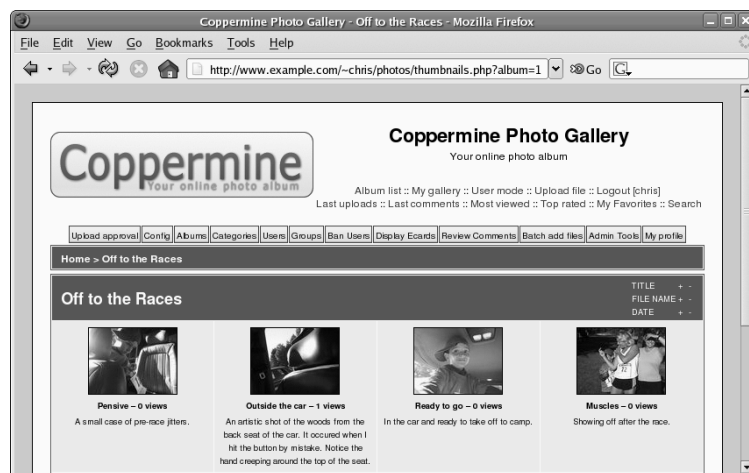 Coppermine Photo Gallery - Off to the Races - Mozilla Firefox
File Edit View Go Bookmarks Tools Help
http://www.example.com/~chris/photos/thumbnails.php?album=1 Go G
Coppermine
Your online photo album
Coppermine Photo Gallery
Your online photo album
Album list :: My gallery :: User mode :: Upload file :: Logout [chris]
Last uploads :: Last comments :: Most viewed :: Top rated :: My Favorites :: Search
Upload approval Config Albums Categories Users Groups Ban Users Display Ecards Review Comments Batch add files Admin Tools My profile
Home > Off to the Races
Off to the Races
TITLE + -
FILE NAME + -
DATE + -
Pensive – 0 views
A small case of pre-race jitters.
Outside the car – 1 views
An artistic shot of the woods from the
back seat of the car. It occured when I
hit the button by mistake. Notice the
hand creeping around the top of the seat.
Ready to go – 0 views
In the car and ready to take off to camp.
Muscles – 0 views
Showing off after the race.